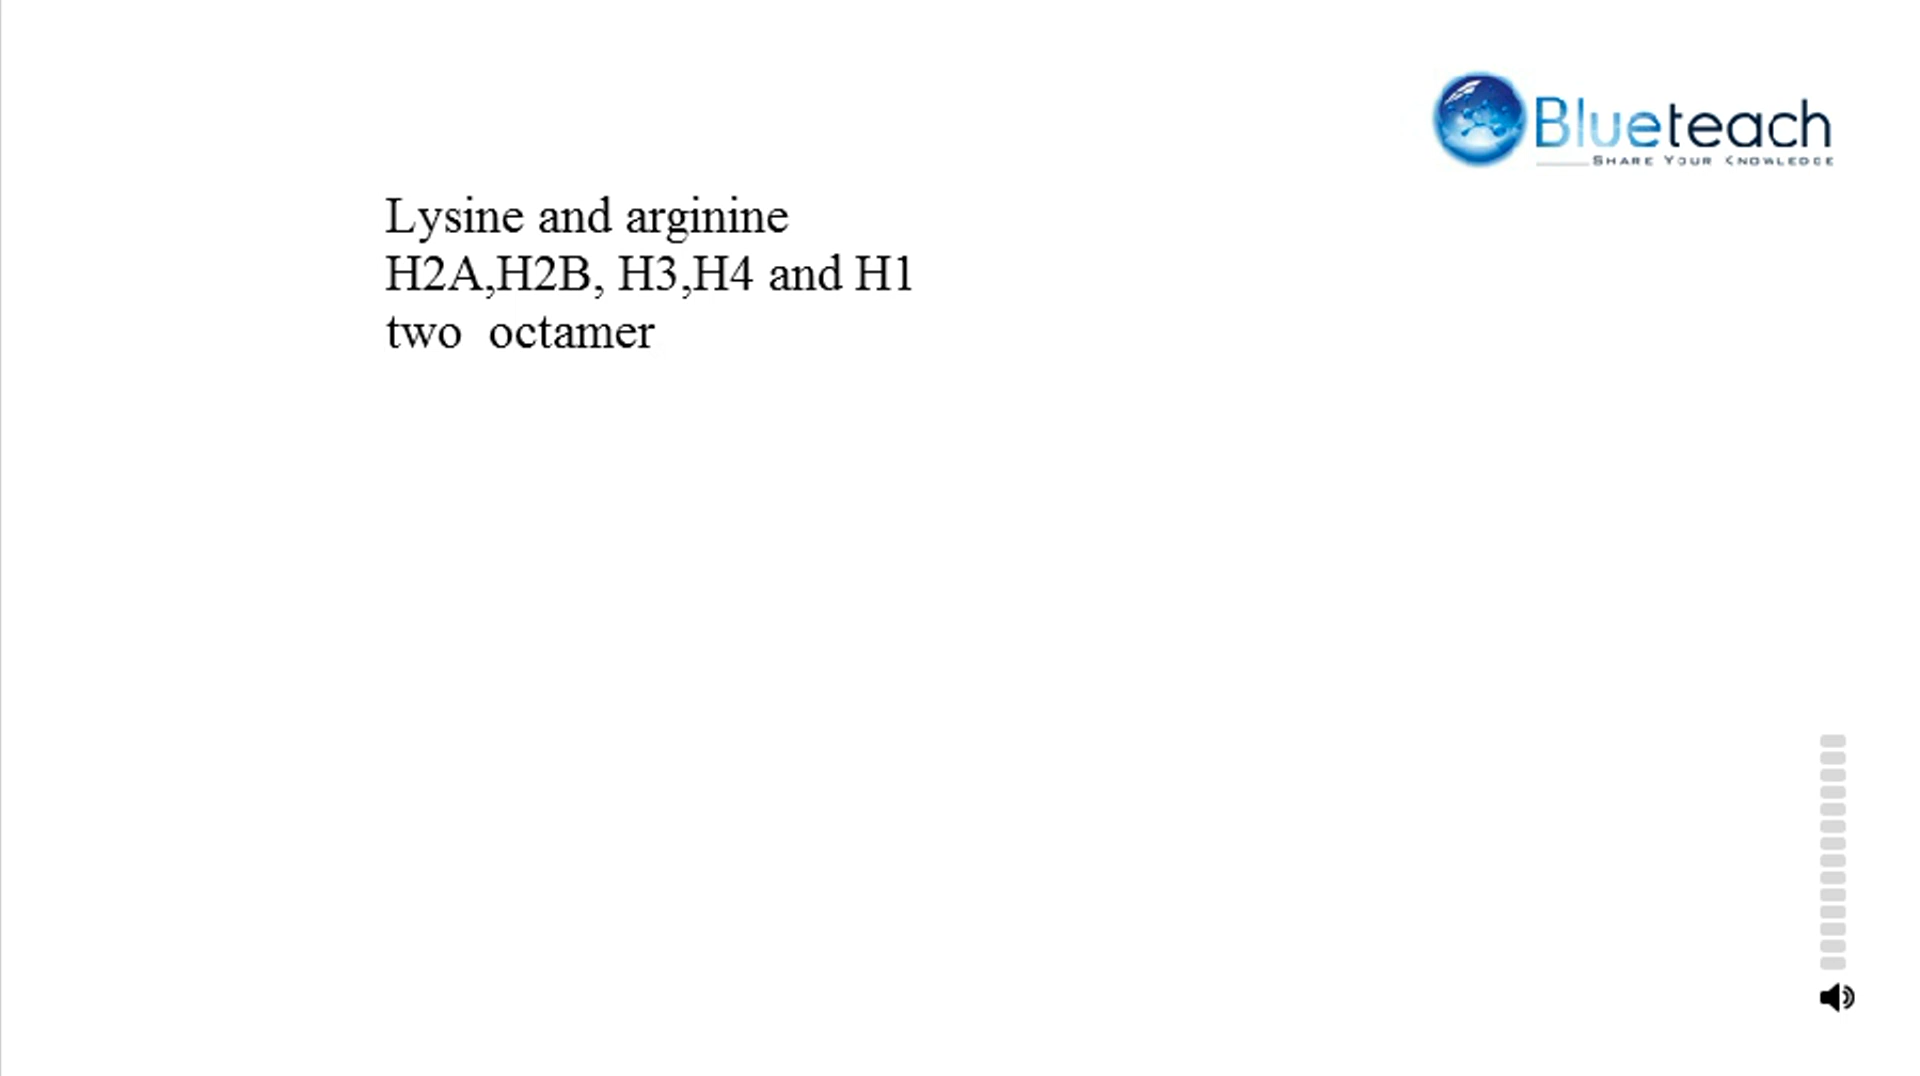 Blueteach
SHARE YOUR KNOWLEDGE
Lysine and arginine
H2A,H2B, H3,H4 and H1
two  octamer